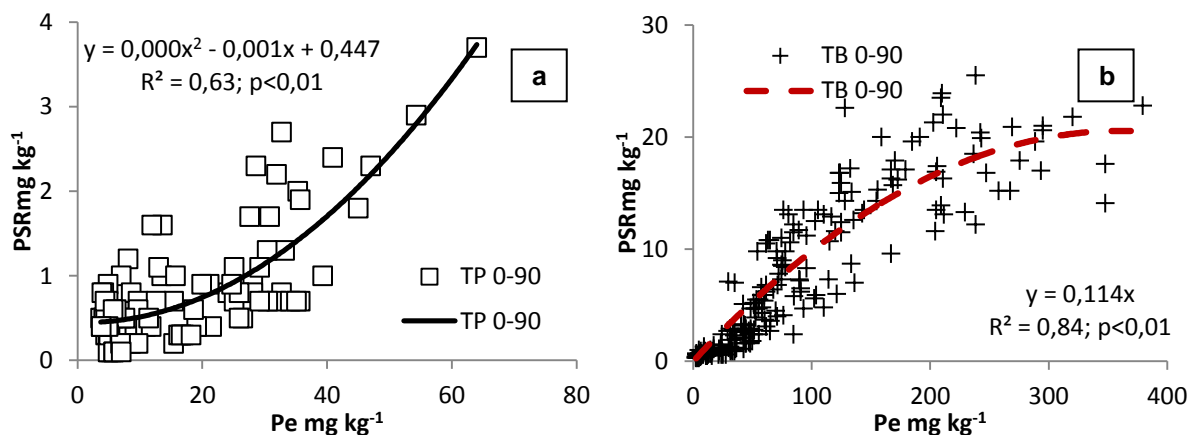 y = 0,000x² - 0,001x + 0,447
R² = 0,63; p<0,01
a
TP 0-90
TP 0-90
PSRmg kg⁻¹
4
3
2
1
0
0 20 40 60 80
Pe mg kg⁻¹
TB 0-90
TB 0-90
b
y = 0,114x
R² = 0,84; p<0,01
PSRmg kg⁻¹
30
20
10
0
0 100 200 300 400
Pe mg kg⁻¹